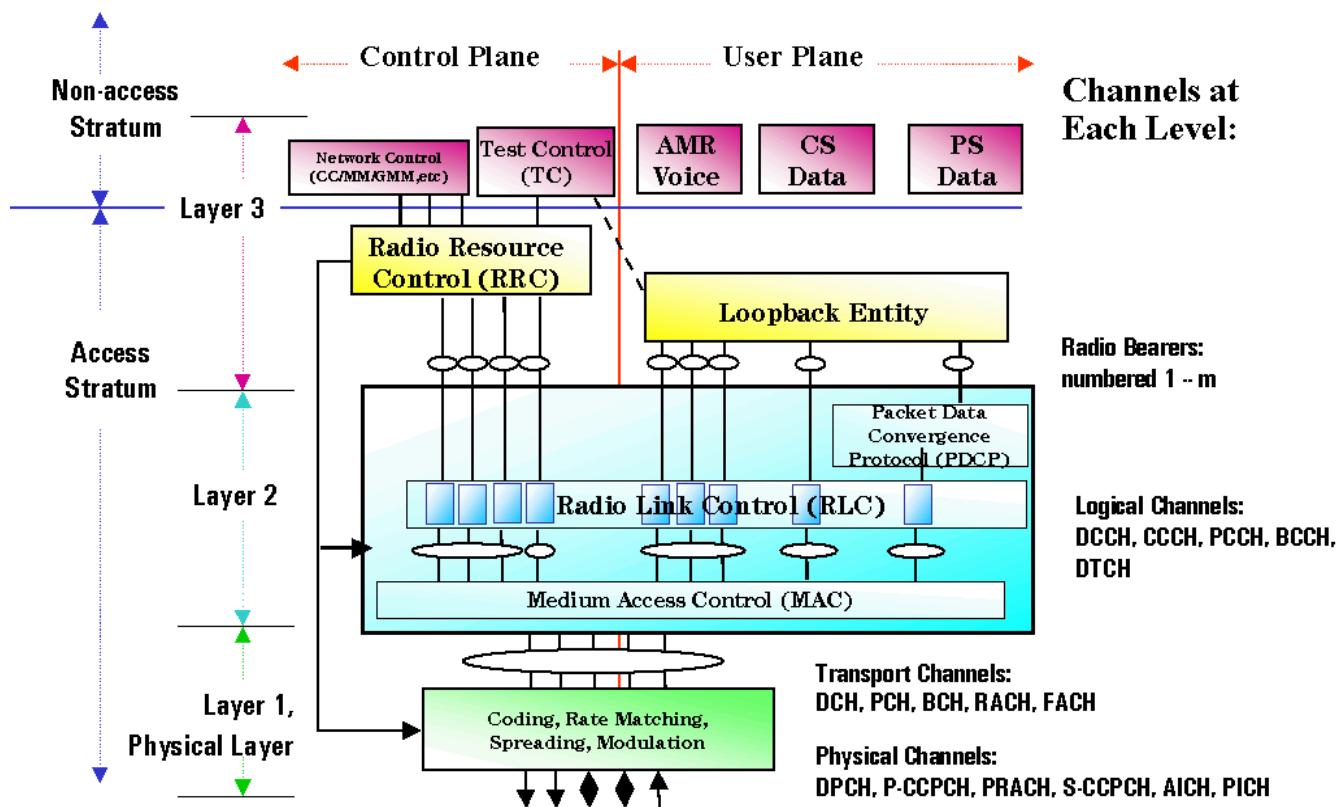 Control Plane
User Plane
Non-access
Stratum
Channels at
Each Level:
Network Control
(CC/MM/GMM,etc)
Test Control
(TC)
AMR
Voice
CS
Data
PS
Data
Layer 3
Radio Resource
Control (RRC)
Loopback Entity
Access
Stratum
Radio Bearers:
numbered 1 -- m
Packet Data
Convergence
Protocol (PDCP)
Layer 2
Radio Link Control (RLC)
Logical Channels:
DCCH, CCCH, PCCH, BCCH,
DTCH
Medium Access Control (MAC)
Transport Channels:
DCH, PCH, BCH, RACH, FACH
Layer 1,
Physical Layer
Coding, Rate Matching,
Spreading, Modulation
Physical Channels:
DPCH, P-CCPCH, PRACH, S-CCPCH, AICH, PICH